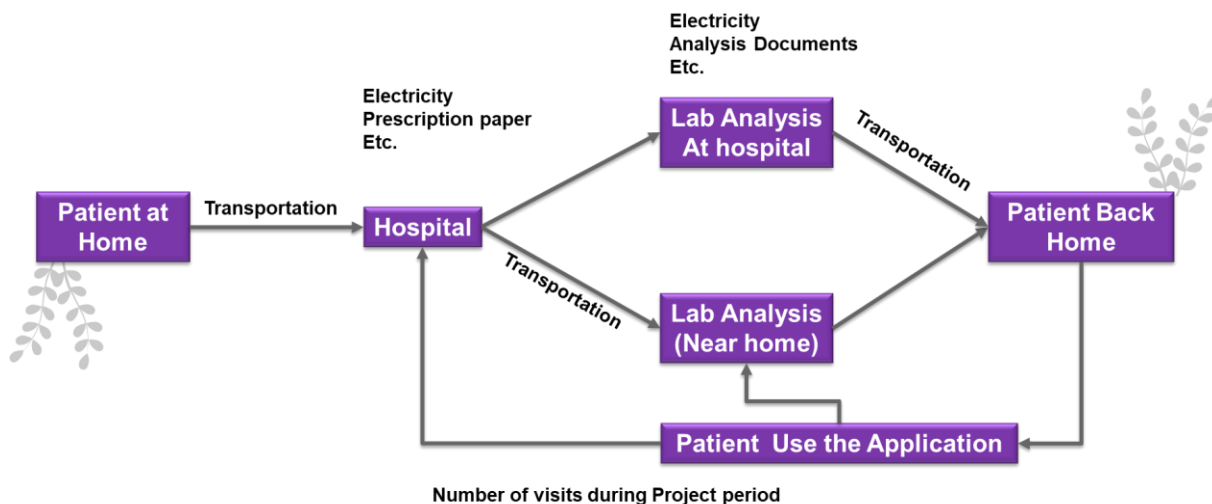 Electricity
Analysis Documents
Etc.
Electricity
Prescription paper
Etc.
Lab Analysis
At hospital
Transportation
Patient at
Home
Transportation
Hospital
Transportation
Patient Back
Home
Lab Analysis
(Near home)
Patient  Use the Application
Number of visits during Project period